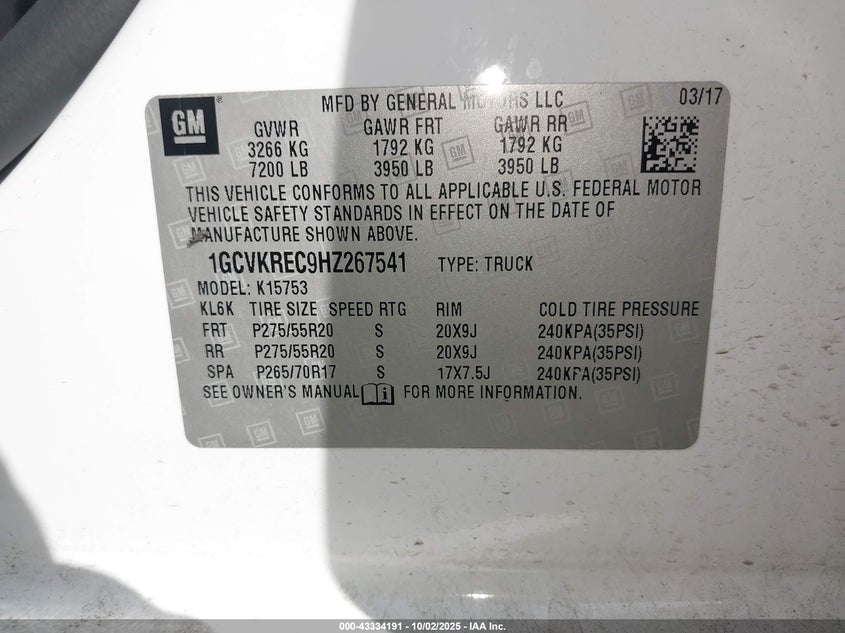 GM
MFD BY GENERAL MOTORS LLC 03/17
GVWR GAWR FRT GAWR RR
3266 KG 1792 KG 1792 KG
7200 LB 3950 LB 3950 LB
THIS VEHICLE CONFORMS TO ALL APPLICABLE U.S. FEDERAL MOTOR
VEHICLE SAFETY STANDARDS IN EFFECT ON THE DATE OF
MANUFACTURE SHOWN ABOVE.
1GCVKREC9HZ267541 TYPE: TRUCK
MODEL: K15753
KL6K TIRE SIZE SPEED RTG RIM COLD TIRE PRESSURE
FRT P275/55R20 S 20X9J 240KPA(35PSI)
RR P275/55R20 S 20X9J 240KPA(35PSI)
SPA P265/70R17 S 17X7.5J 240KPA(35PSI)
SEE OWNER'S MANUAL FOR MORE INFORMATION.
000-43334191 - 10/02/2025 - IAA Inc.